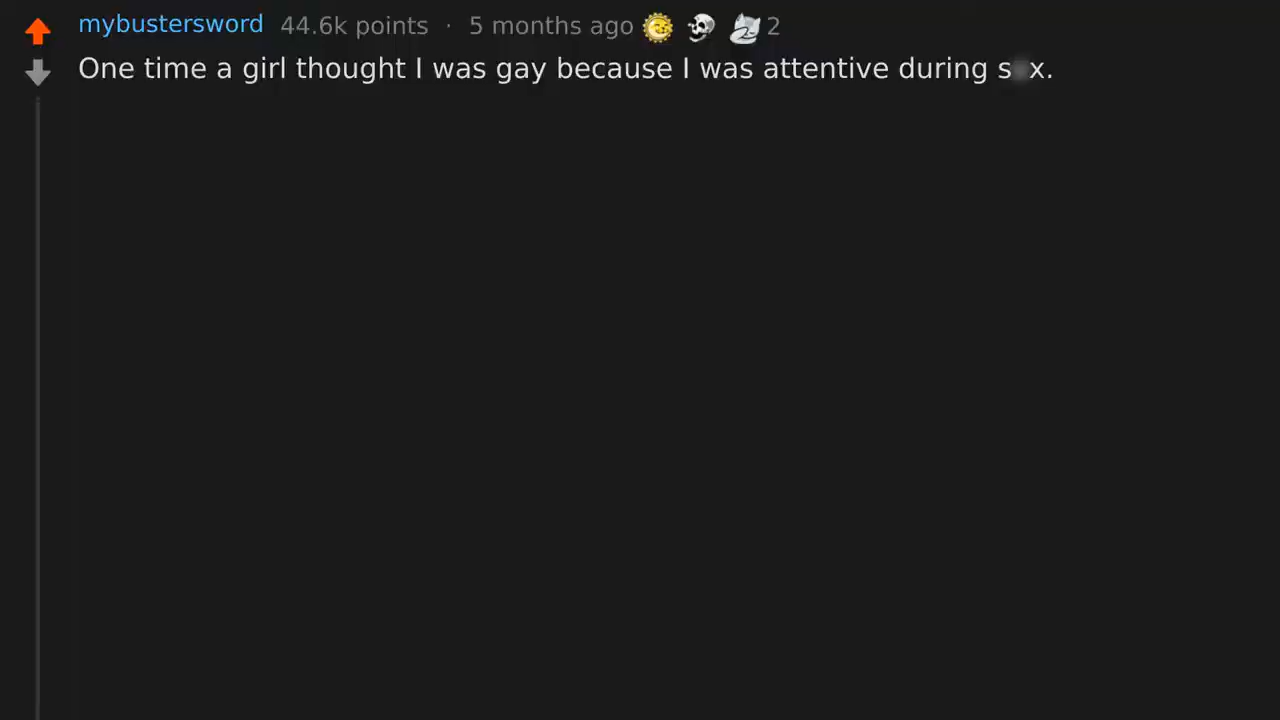 mybustersword 44.6k points · 5 months ago 2
One time a girl thought I was gay because I was attentive during s x.